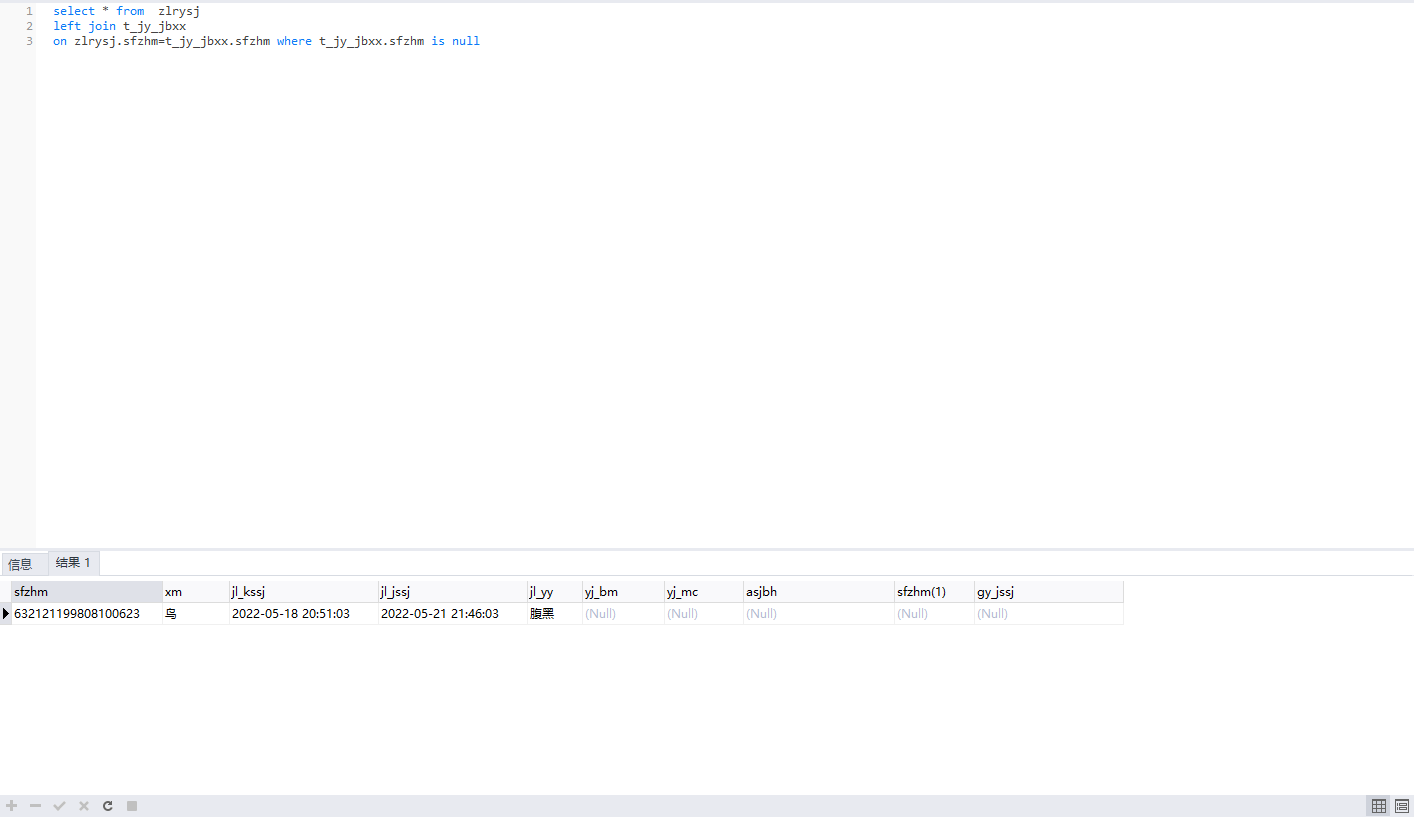 1 select * from  zlrysj
2 left join t_jy_jbxx
3 on zlrysj.sfzhm=t_jy_jbxx.sfzhm where t_jy_jbxx.sfzhm is null
信息 结果 1
sfzhm xm jl_kssj jl_jssj jl_yy yj_bm yj_mc asjbh sfzhm(1) gy_jssj
632121199808100623 鸟 2022-05-18 20:51:03 2022-05-21 21:46:03 腹黑 (Null) (Null) (Null) (Null) (Null)